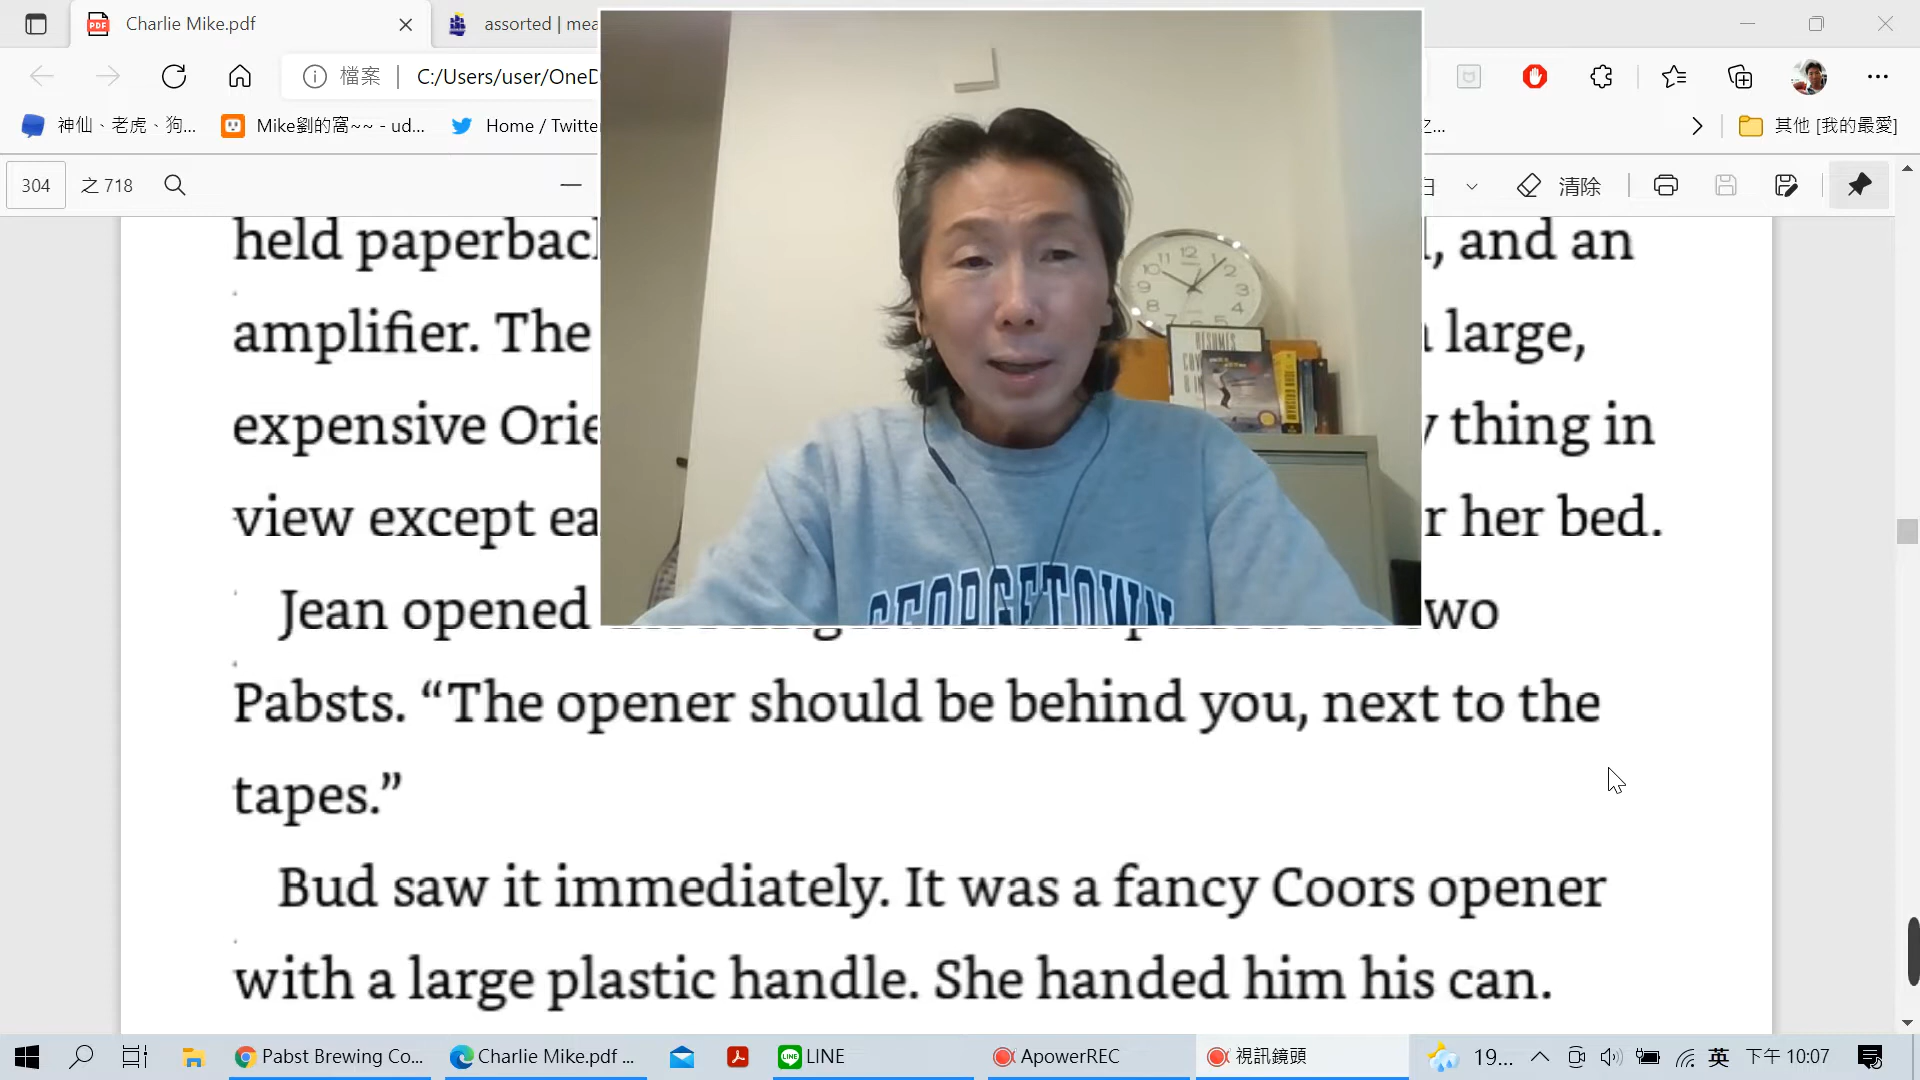 Charlie Mike.pdf
assorted | mea
檔案
C:/Users/user/OneD
神仙、老虎、狗...
Mike劉的窩~~ - ud...
Home / Twitte
其他 [我的最愛]
304
之 718
清除
held paperbac
, and an
amplifier. The
large,
expensive Orie
thing in
view except ea
r her bed.
Jean opened
two
Pabsts. “The opener should be behind you, next to the
tapes.”
Bud saw it immediately. It was a fancy Coors opener
with a large plastic handle. She handed him his can.
RESUMES
GEORGETOWN
Pabst Brewing Co...
Charlie Mike.pdf ...
LINE
ApowerREC
視訊鏡頭
19...
英
下午 10:07